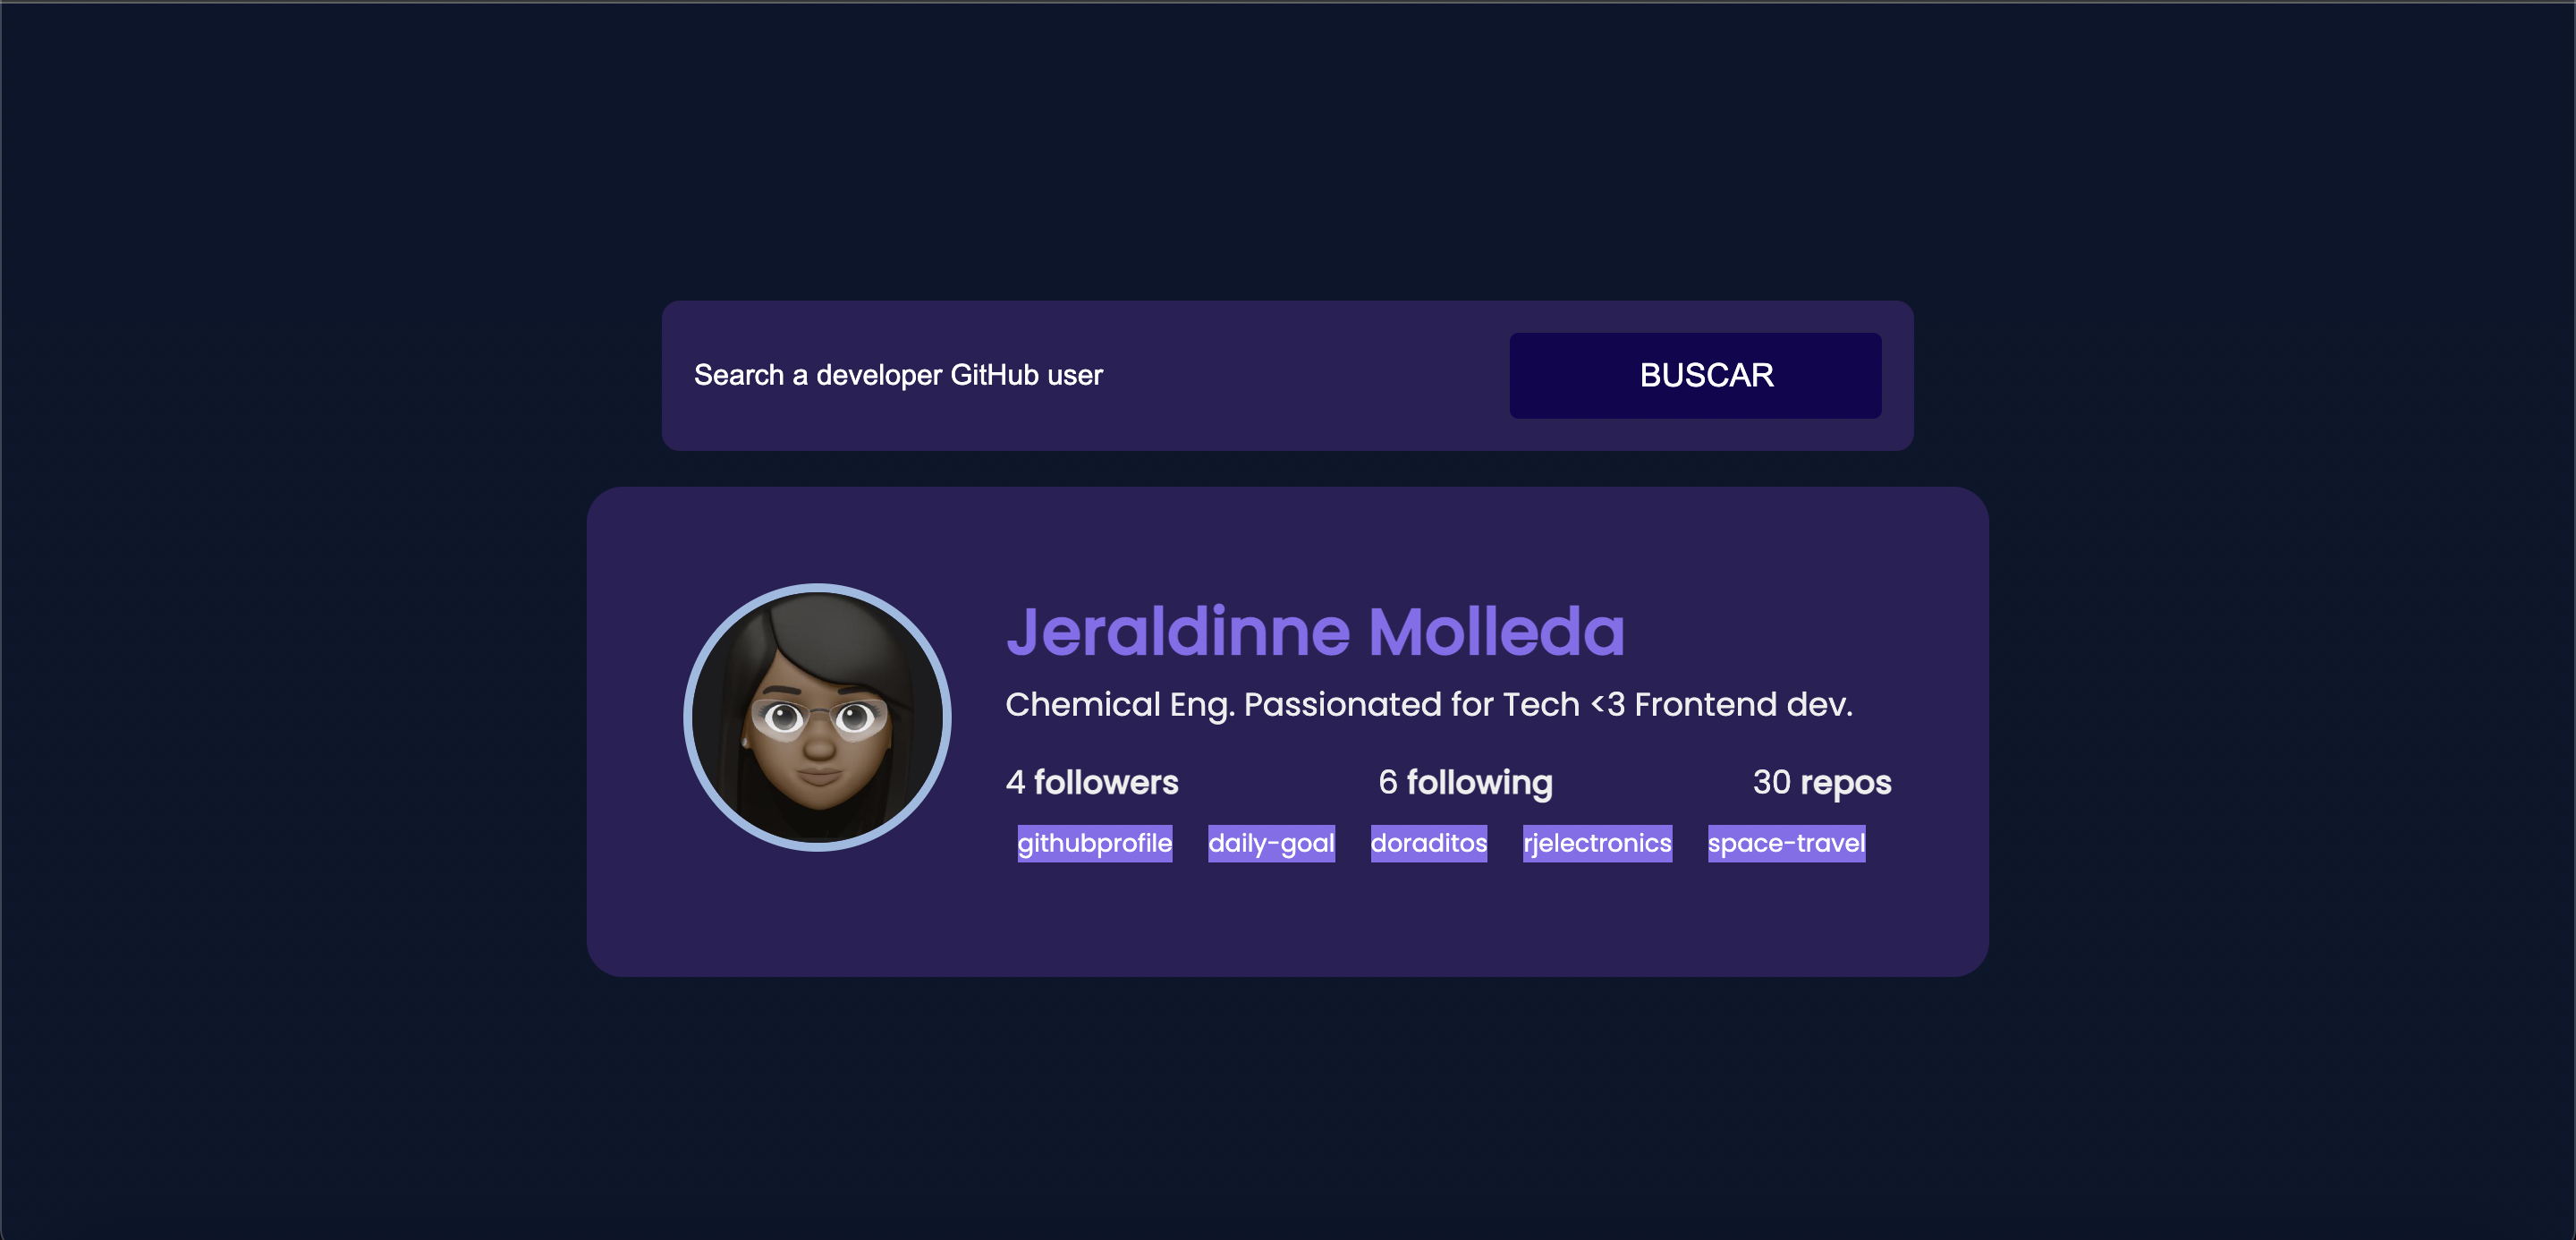 Search a developer GitHub user BUSCAR
Jeraldinne Molleda
Chemical Eng. Passionated for Tech <3 Frontend dev.
4 followers 6 following 30 repos
githubprofile daily-goal doraditos rjelectronics space-travel